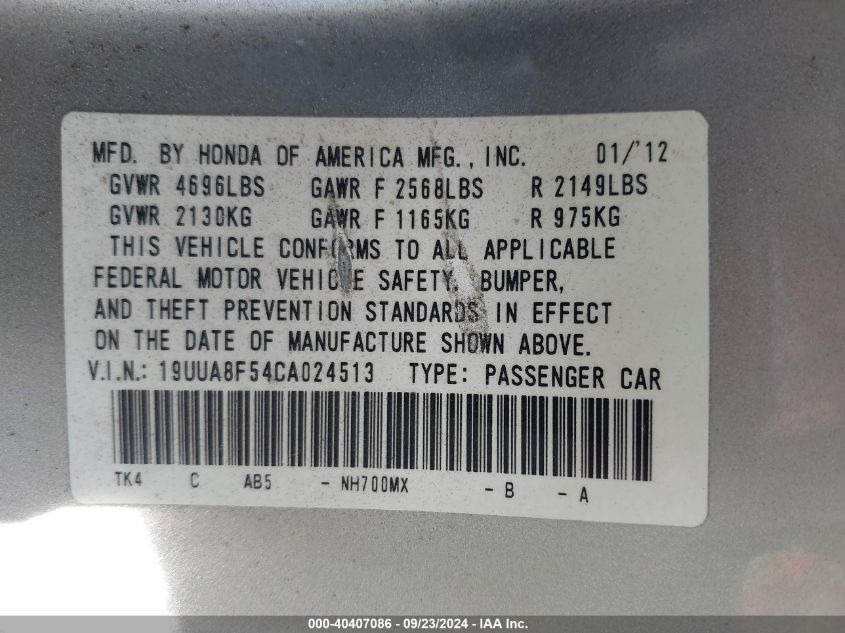 MFD. BY HONDA OF AMERICA MFG., INC. 01/'12
GVWR 4696LBS GAWR F 2568LBS R 2149LBS
GVWR 2130KG GAWR F 1165KG R 975KG
THIS VEHICLE CONFORMS TO ALL APPLICABLE
FEDERAL MOTOR VEHICLE SAFETY, BUMPER,
AND THEFT PREVENTION STANDARDS IN EFFECT
ON THE DATE OF MANUFACTURE SHOWN ABOVE.
V.I.N.: 19UUA8F54CA024513 TYPE: PASSENGER CAR
TK4 C AB5 - NH700MX - B - A
000-40407086 - 09/23/2024 - IAA Inc.